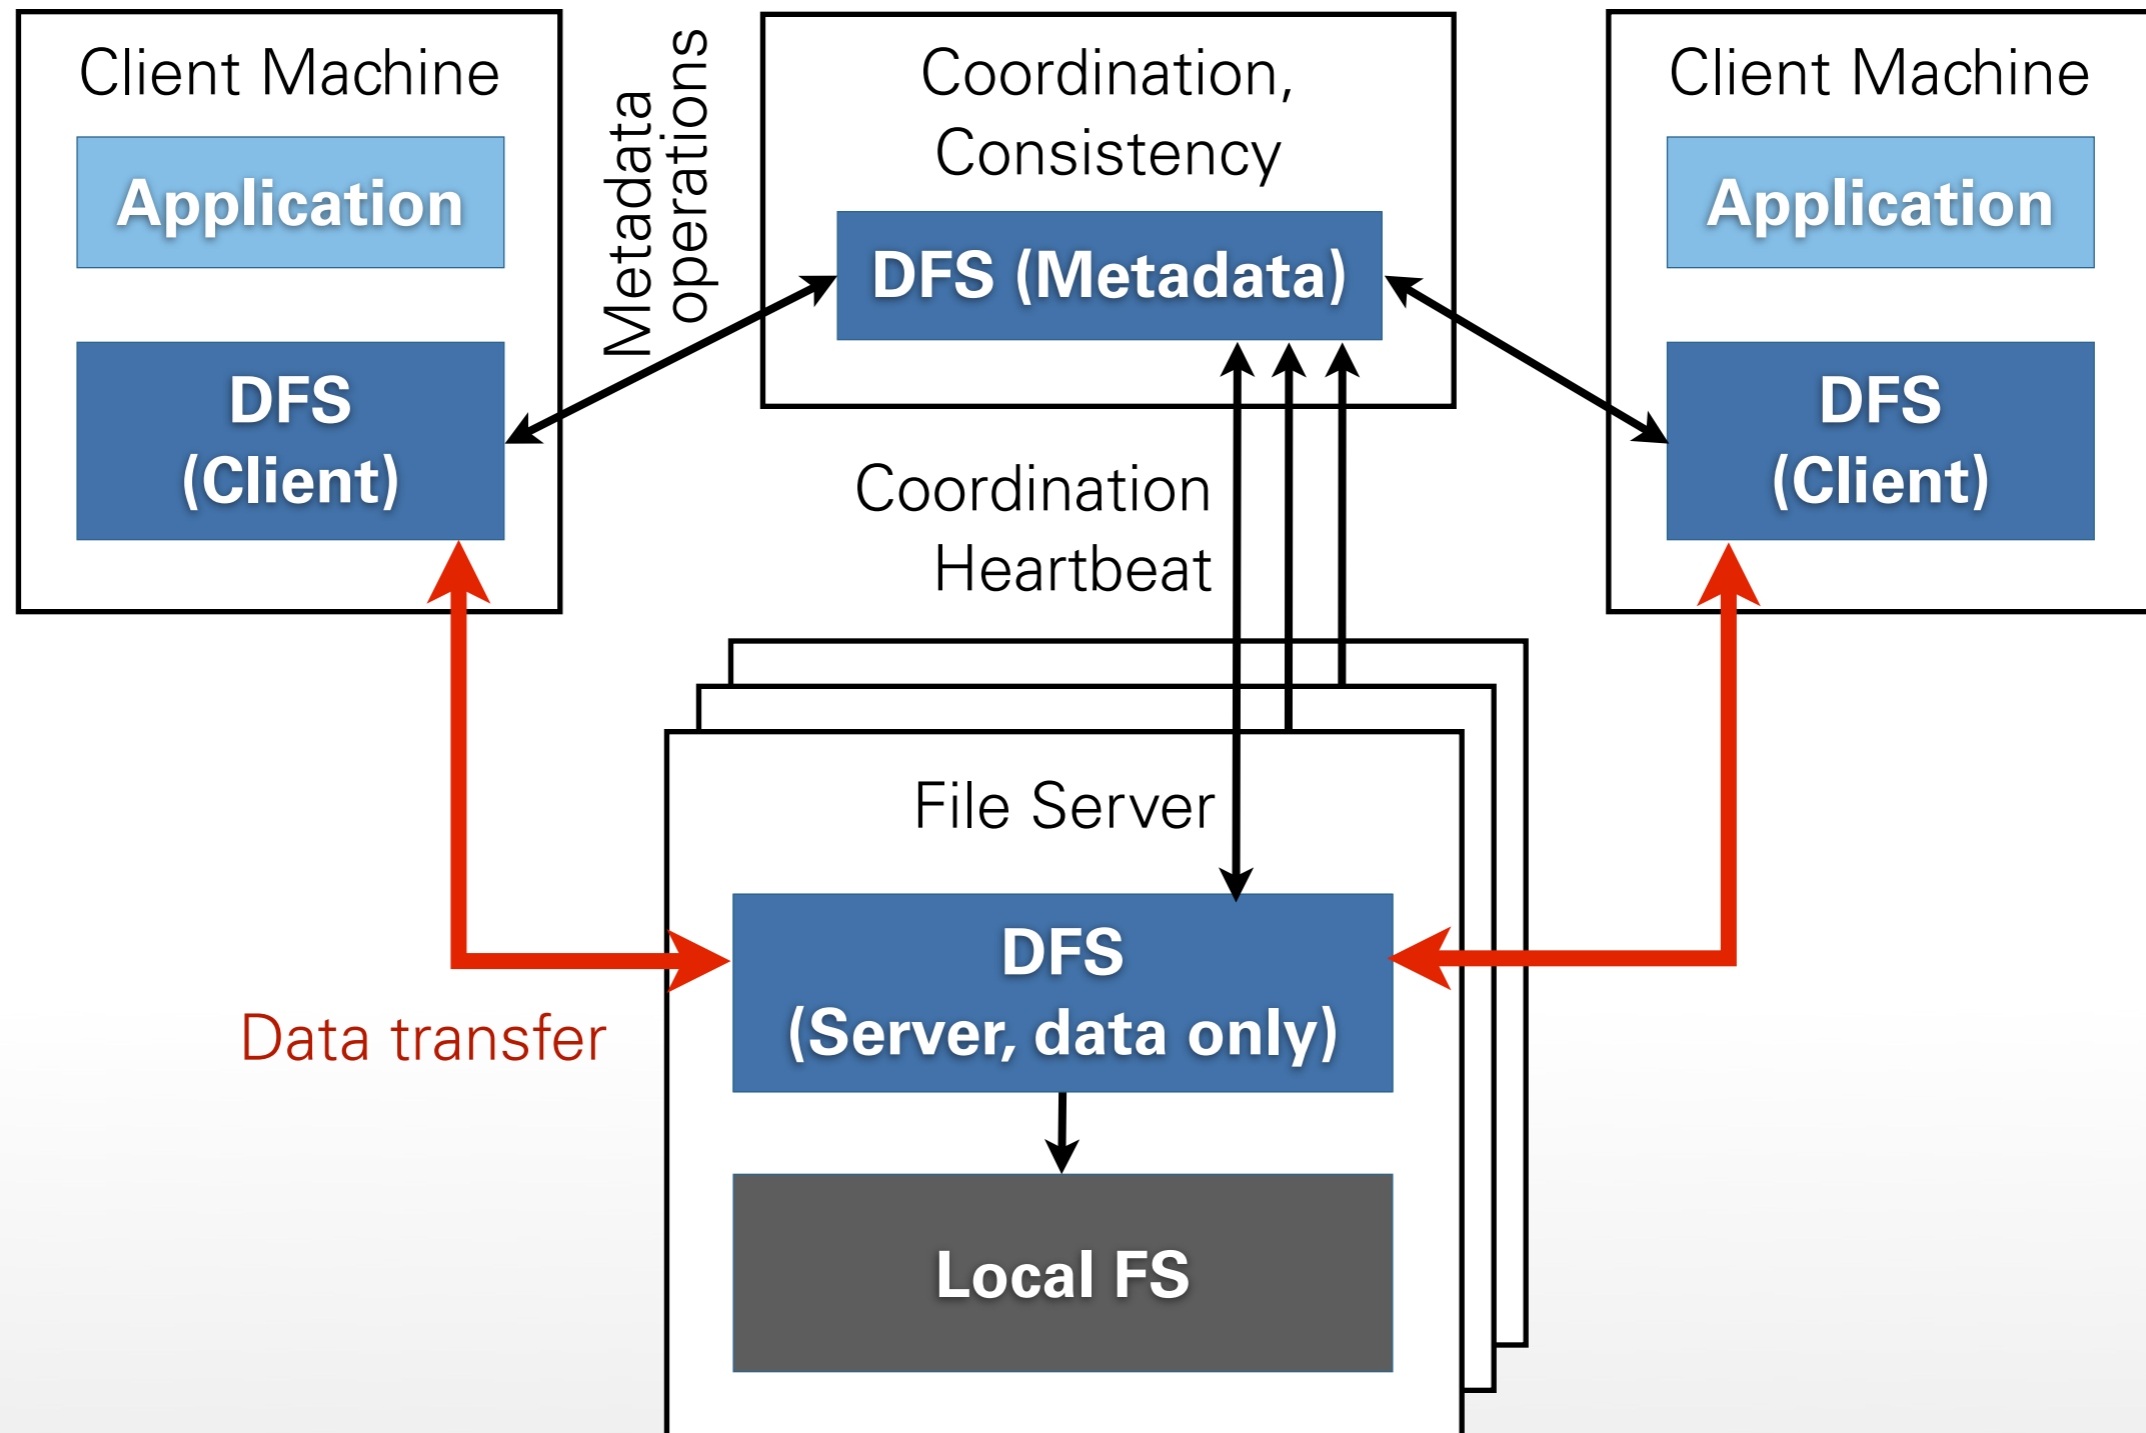 Client Machine
Application
DFS
(Client)
Metadata
operations
Coordination,
Consistency
DFS (Metadata)
Client Machine
Application
DFS
(Client)
Coordination
Heartbeat
File Server
DFS
(Server, data only)
Data transfer
Local FS